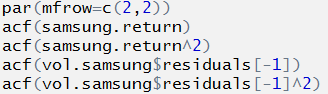 par(mfrow=c(2,2))
acf(samsung.return)
acf(samsung.return^2)
acf(vol.samsung$residuals[-1])
acf(vol.samsung$residuals[-1]^2)